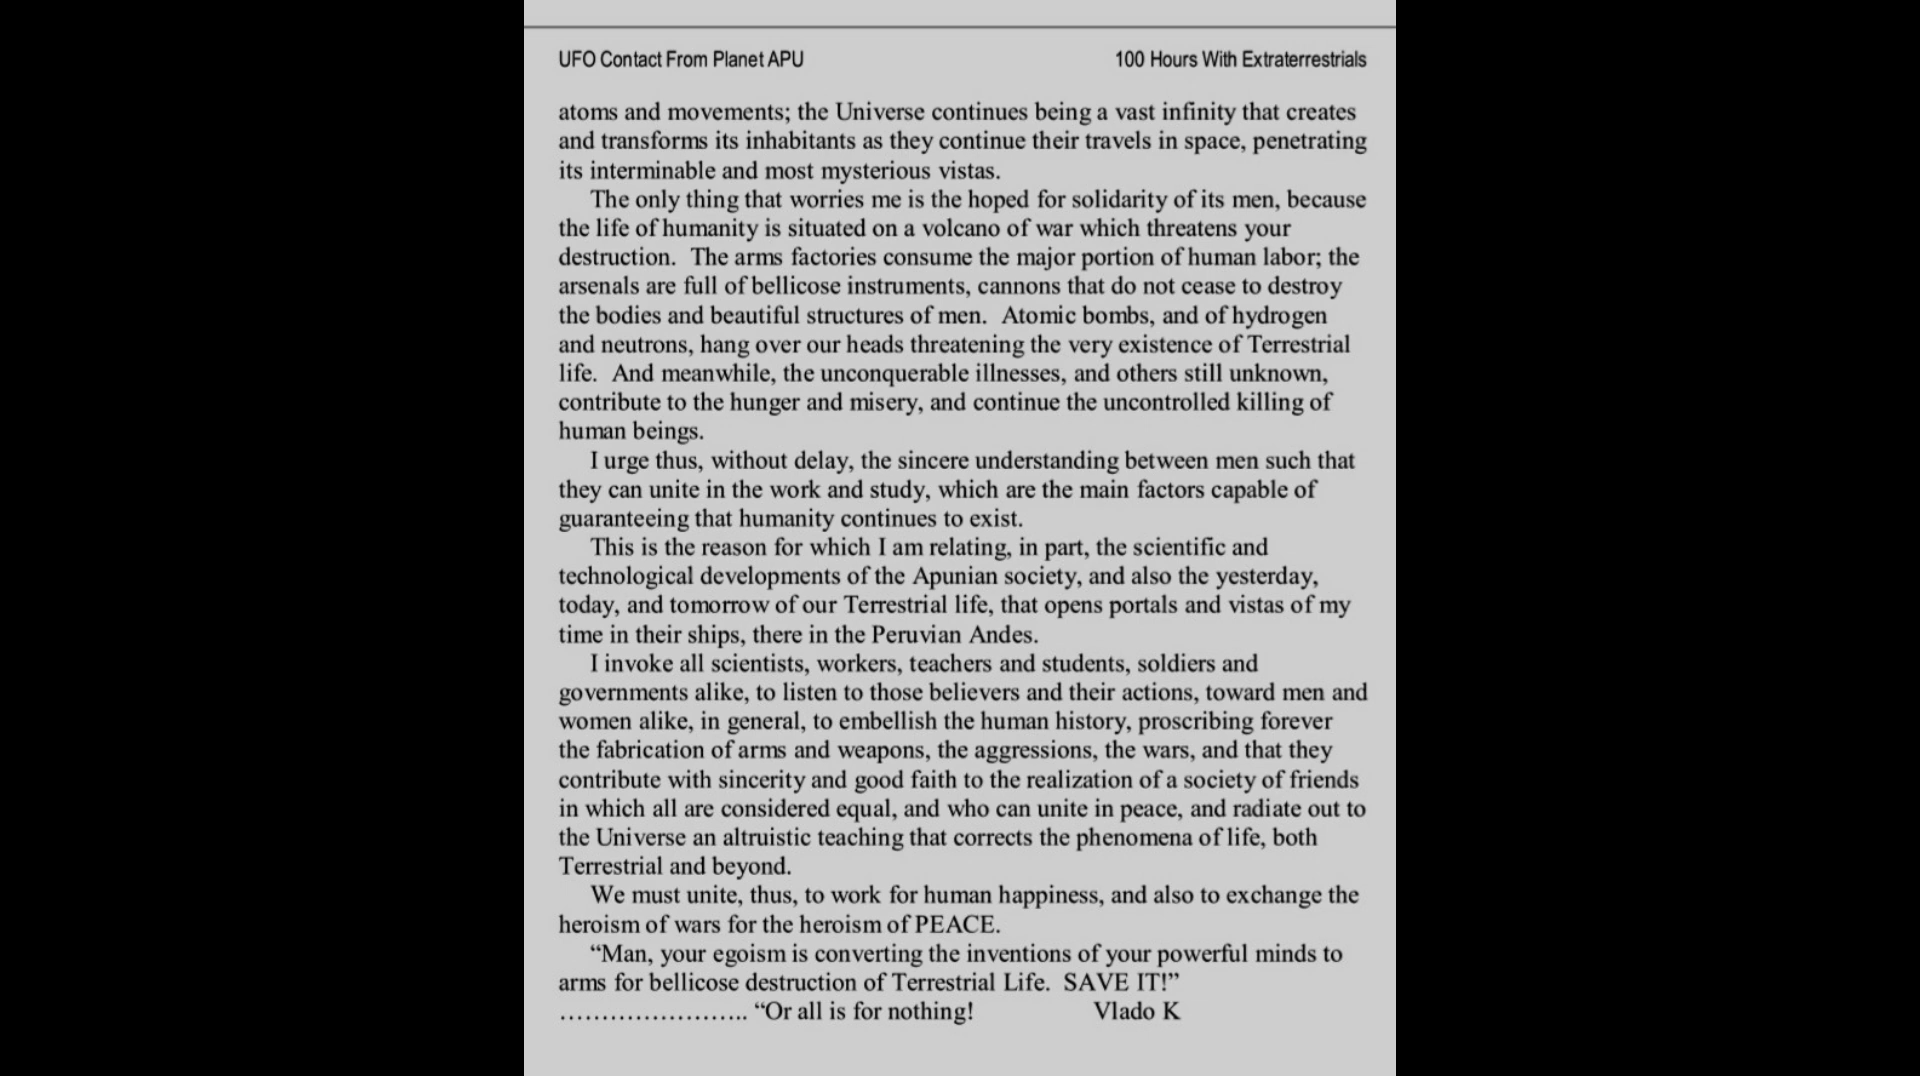 UFO Contact From Planet APU 100 Hours With Extraterrestrials
atoms and movements; the Universe continues being a vast infinity that creates
and transforms its inhabitants as they continue their travels in space, penetrating
its interminable and most mysterious vistas.
The only thing that worries me is the hoped for solidarity of its men, because
the life of humanity is situated on a volcano of war which threatens your
destruction. The arms factories consume the major portion of human labor; the
arsenals are full of bellicose instruments, cannons that do not cease to destroy
the bodies and beautiful structures of men. Atomic bombs, and of hydrogen
and neutrons, hang over our heads threatening the very existence of Terrestrial
life. And meanwhile, the unconquerable illnesses, and others still unknown,
contribute to the hunger and misery, and continue the uncontrolled killing of
human beings.
I urge thus, without delay, the sincere understanding between men such that
they can unite in the work and study, which are the main factors capable of
guaranteeing that humanity continues to exist.
This is the reason for which I am relating, in part, the scientific and
technological developments of the Apunian society, and also the yesterday,
today, and tomorrow of our Terrestrial life, that opens portals and vistas of my
time in their ships, there in the Peruvian Andes.
I invoke all scientists, workers, teachers and students, soldiers and
governments alike, to listen to those believers and their actions, toward men and
women alike, in general, to embellish the human history, proscribing forever
the fabrication of arms and weapons, the aggressions, the wars, and that they
contribute with sincerity and good faith to the realization of a society of friends
in which all are considered equal, and who can unite in peace, and radiate out to
the Universe an altruistic teaching that corrects the phenomena of life, both
Terrestrial and beyond.
We must unite, thus, to work for human happiness, and also to exchange the
heroism of wars for the heroism of PEACE.
“Man, your egoism is converting the inventions of your powerful minds to
arms for bellicose destruction of Terrestrial Life. SAVE IT!”
…………………. “Or all is for nothing! Vlado K